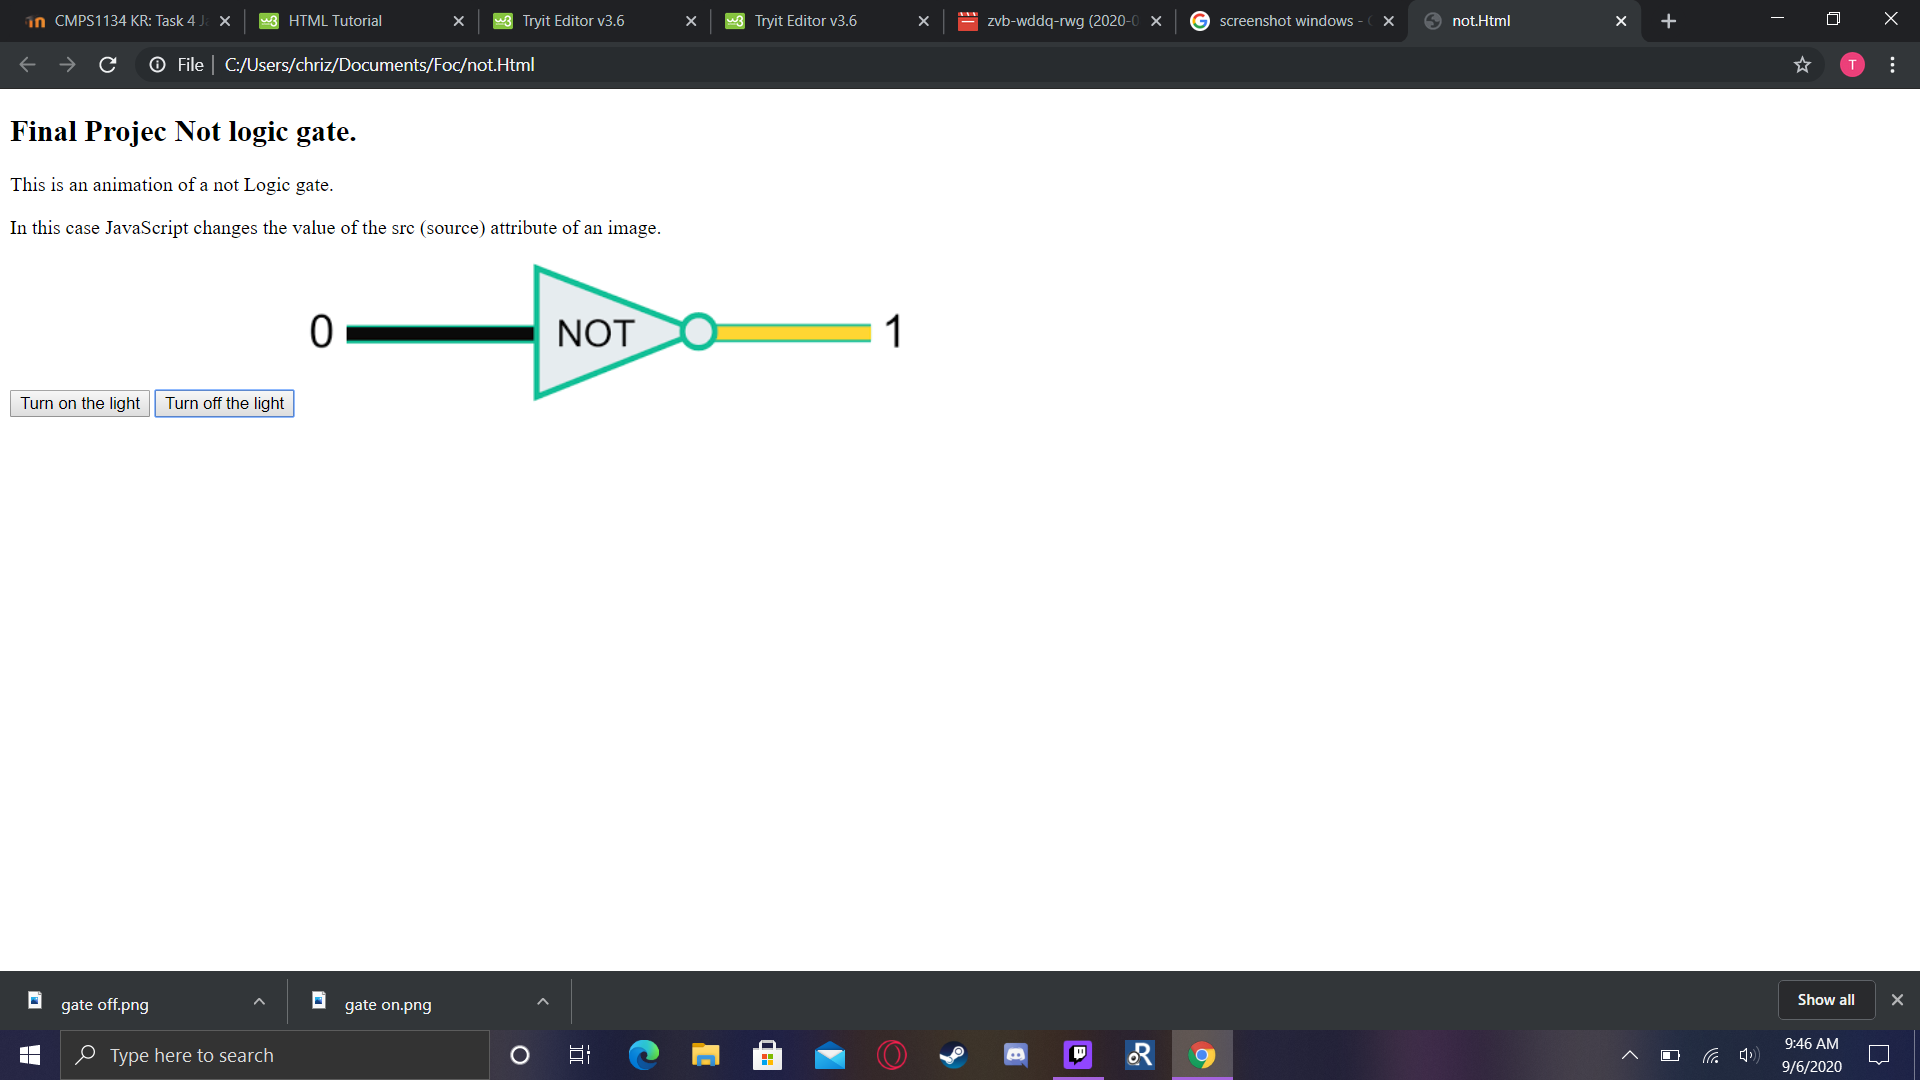 CMPS1134 KR: Task 4 J
HTML Tutorial
Tryit Editor v3.6
Tryit Editor v3.6
zvb-wddq-rwg (2020-0
screenshot windows -
not.Html
File
C:/Users/chriz/Documents/Foc/not.Html
T
Final Projec Not logic gate.
This is an animation of a not Logic gate.
In this case JavaScript changes the value of the src (source) attribute of an image.
0 NOT 1
Turn on the light Turn off the light
gate off.png
gate on.png
Show all
Type here to search
9:46 AM
9/6/2020